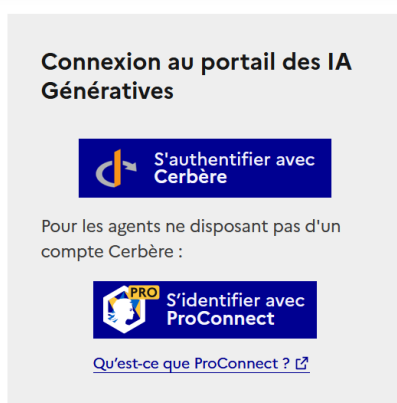 Connexion au portail des IA
Génératives
S'authentifier avec
Cerbère
Pour les agents ne disposant pas d'un
compte Cerbère :
PRO
S’identifier avec
ProConnect
Qu’est-ce que ProConnect ?